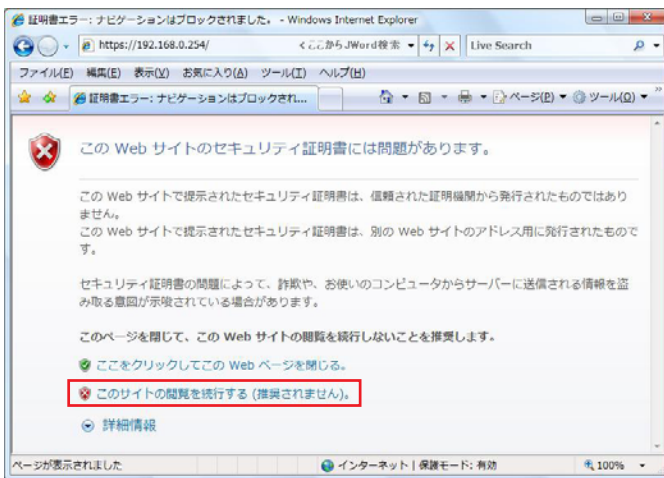 証明書エラー: ナビゲーションはブロックされました。 - Windows Internet Explorer
https://192.168.0.254/
<ここからJWord検索
Live Search
ファイル(F) 編集(E) 表示(V) お気に入り(A) ツール(T) ヘルプ(H)
証明書エラー: ナビゲーションはブロックされ...
ページ(P) ツール(O)
この Web サイトのセキュリティ証明書には問題があります。
この Web サイトで提示されたセキュリティ証明書は、信頼された証明機関から発行されたものではあり
ません。
この Web サイトで提示されたセキュリティ証明書は、別の Web サイトのアドレス用に発行されたもので
す。
セキュリティ証明書の問題によって、詐欺や、お使いのコンピュータからサーバーに送信される情報を盗
み取る意図が示唆されている場合があります。
このページを閉じて、この Web サイトの閲覧を続行しないことを推奨します。
ここをクリックしてこの Web ページを閉じる。
このサイトの閲覧を続行する (推奨されません)。
詳細情報
ページが表示されました
インターネット | 保護モード: 有効
100%